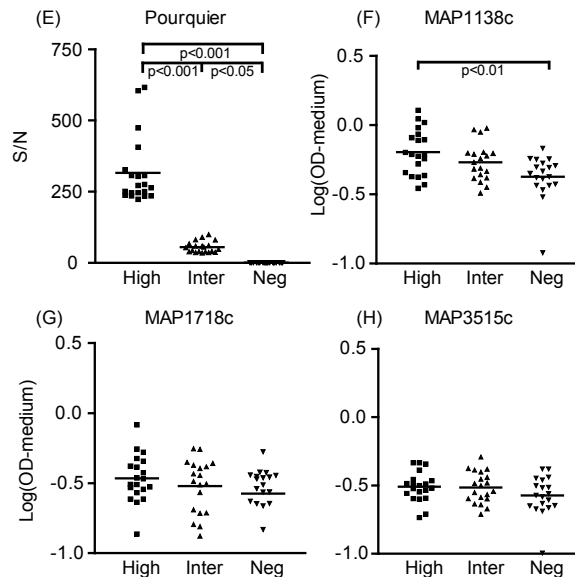 (E) Pourquier
p<0.001
p<0.001 p<0.05
S/N
750
500
250
0
High Inter Neg
(F) MAP1138c
p<0.01
Log(OD-medium)
0.5
0.0
-0.5
-1.0
High Inter Neg
(G) MAP1718c
Log(OD-medium)
0.5
0.0
-0.5
-1.0
High Inter Neg
(H) MAP3515c
Log(OD-medium)
0.5
0.0
-0.5
-1.0
High Inter Neg